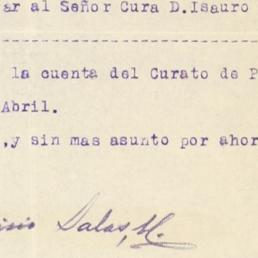 ar al Señor Cura D.Isauro
la cuenta del Curato de P
Abril.
,y sin mas asunto por ahor
Salas, H.